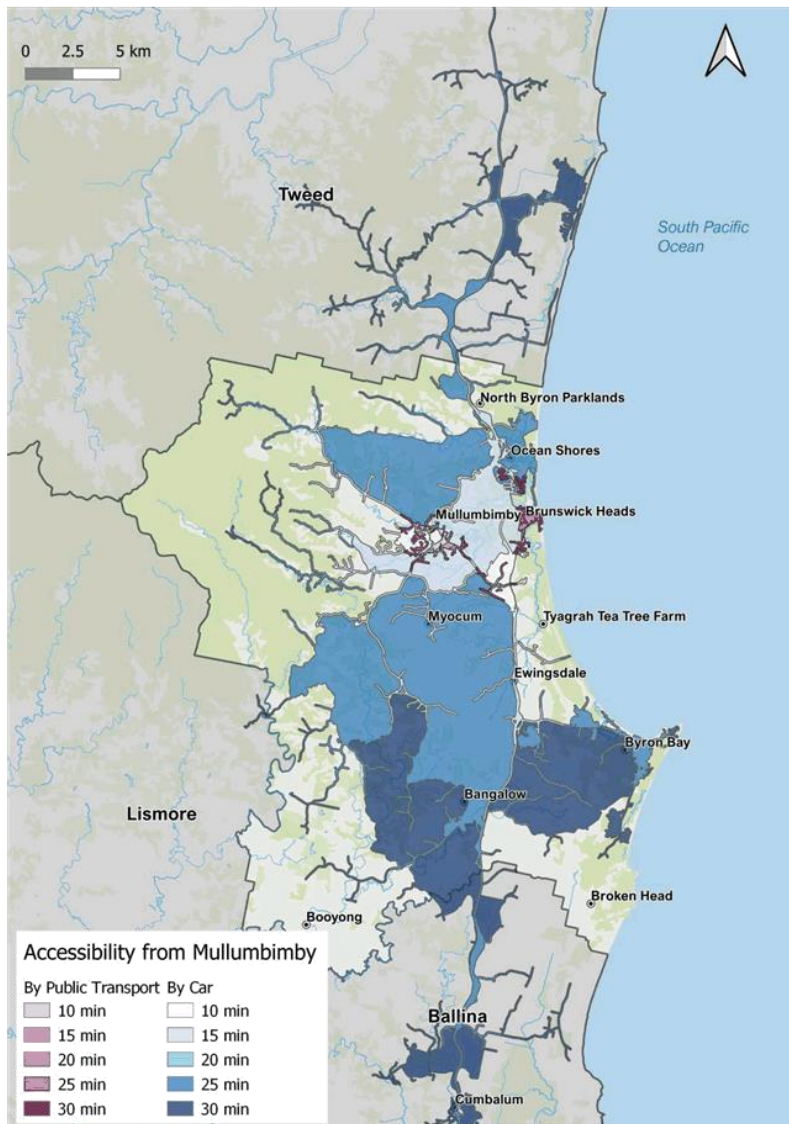 0 2.5 5 km
Tweed
South Pacific
Ocean
North Byron Parklands
Ocean Shores
Mullumbimby
Brunswick Heads
Myocum
Tyagrah Tea Tree Farm
Ewingsdale
Byron Bay
Bangalow
Lismore
Broken Head
Booyong
Ballina
Cumbalum
Accessibility from Mullumbimby
By Public Transport By Car
10 min 10 min
15 min 15 min
20 min 20 min
25 min 25 min
30 min 30 min